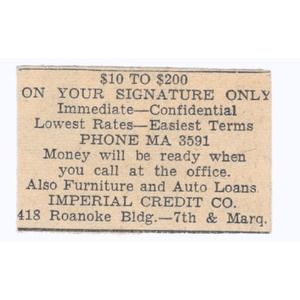 $10 TO $200
ON YOUR SIGNATURE ONLY
Immediate—Confidential
Lowest Rates—Easiest Terms
PHONE MA 3591
Money will be ready when
you call at the office.
Also Furniture and Auto Loans
IMPERIAL CREDIT CO.
418 Roanoke Bldg.—7th & Marq.